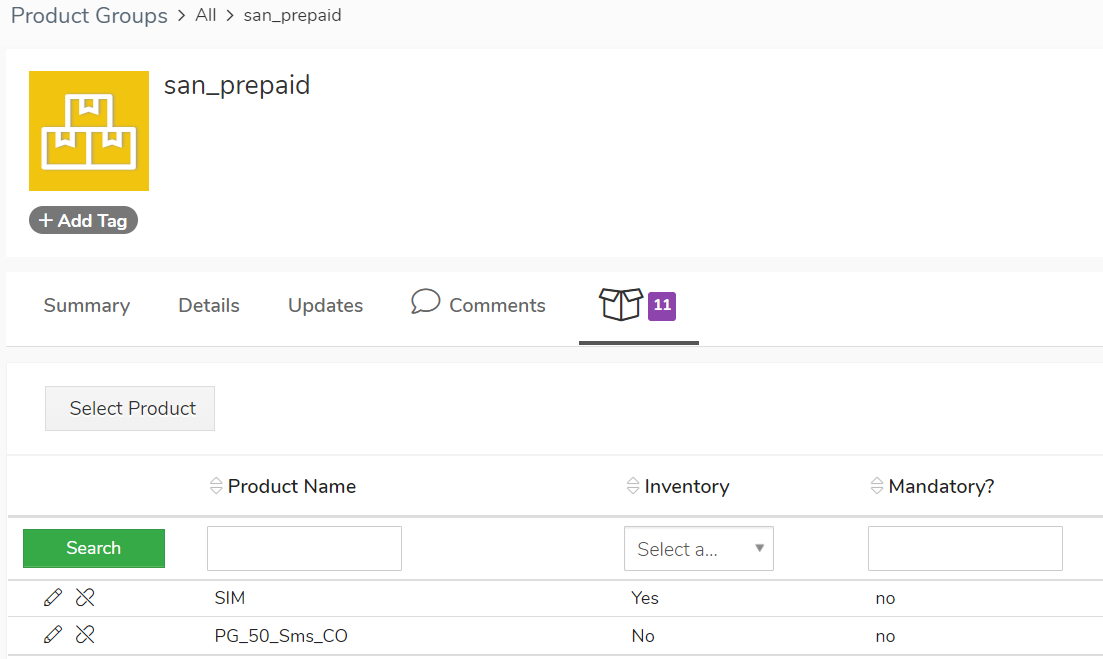 Product Groups > All > san_prepaid
san_prepaid
+ Add Tag
Summary Details Updates Comments 11
Select Product
Product Name Inventory Mandatory?
Search Select a...
SIM Yes no
PG_50_Sms_CO No no